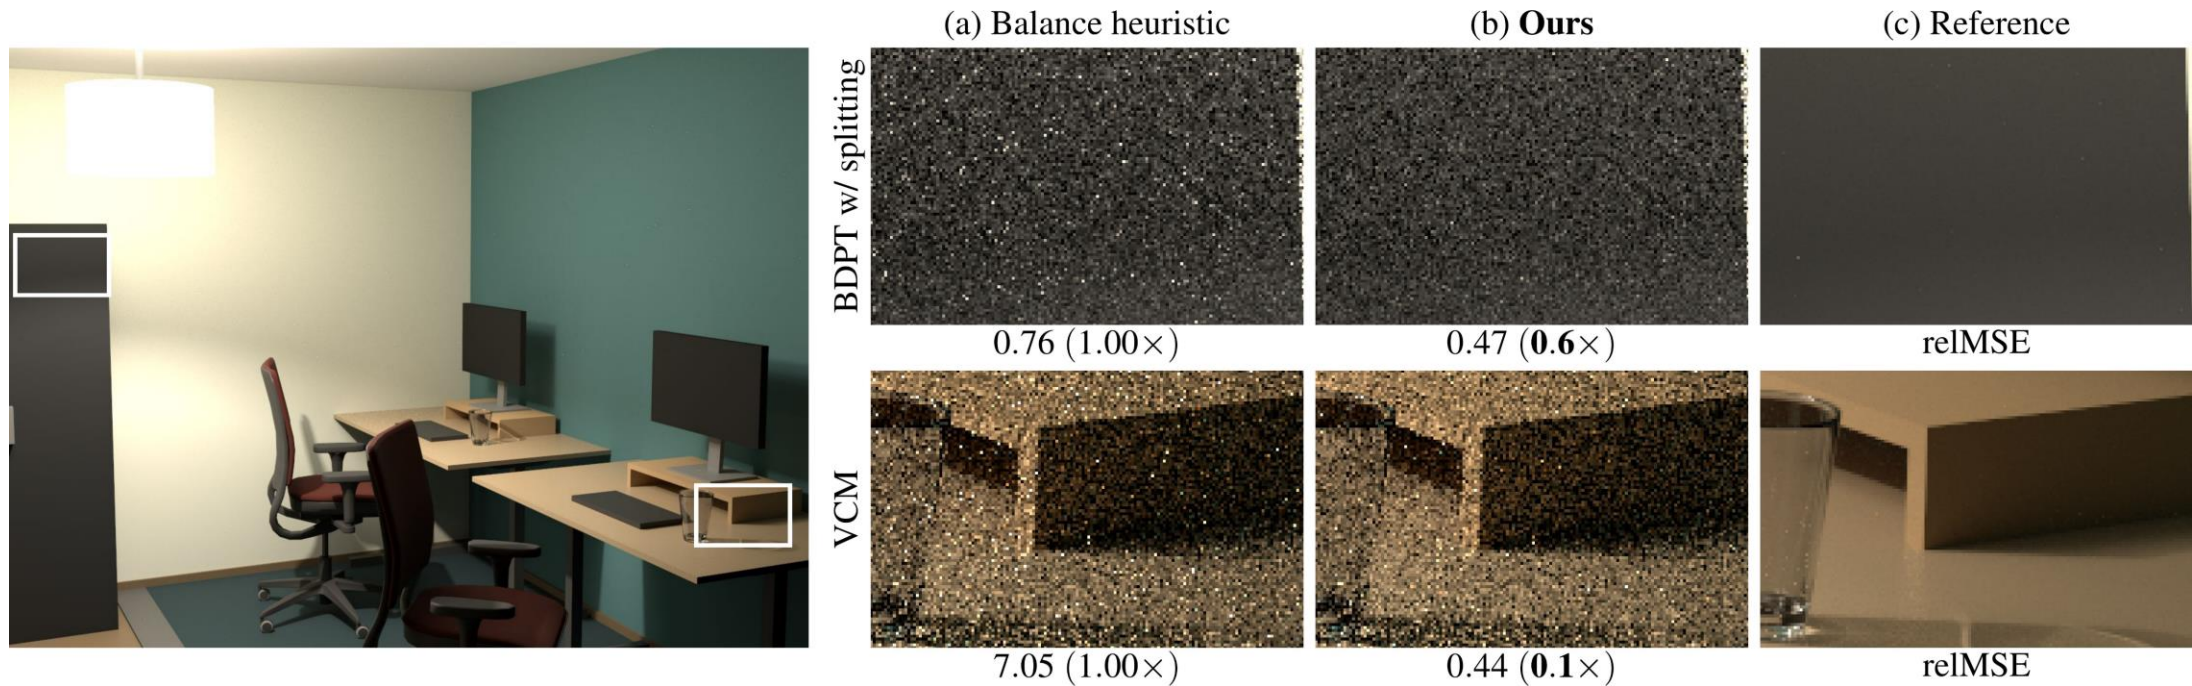 (a) Balance heuristic
(b) Ours
(c) Reference
BDPT w/ splitting
0.76 (1.00×)
0.47 (0.6×)
relMSE
VCM
7.05 (1.00×)
0.44 (0.1×)
relMSE